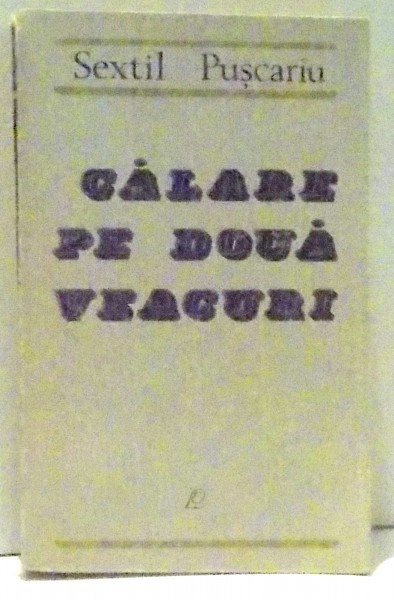 Sextil Pușcariu
CĂLARE
PE DOUĂ
VEACURI